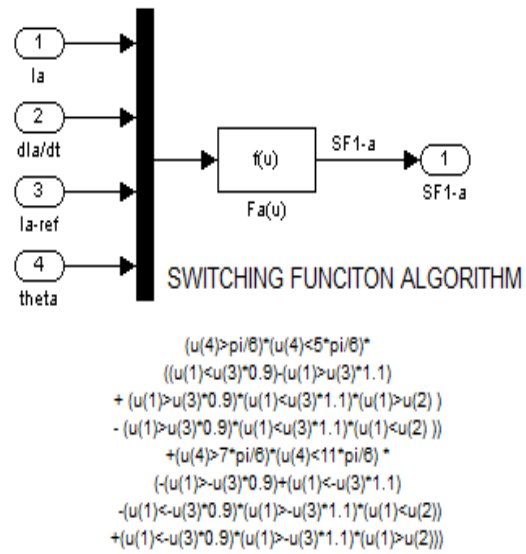 1
Ia
2
dIa/dt
3
Ia-ref
4
theta
f(u)
Fa(u)
SF1-a
1
SF1-a
SWITCHING FUNCITON ALGORITHM
(u(4)>pi/6)*(u(4)<5*pi/6)*
((u(1)<u(3)*0.9)-(u(1)>u(3)*1.1)
+ (u(1)>u(3)*0.9)*(u(1)<u(3)*1.1)*(u(1)>u(2) )
- (u(1)>u(3)*0.9)*(u(1)<u(3)*1.1)*(u(1)<u(2) ))
+(u(4)>7*pi/6)*(u(4)<11*pi/6) *
(-(u(1)>-u(3)*0.9)+(u(1)<-u(3)*1.1)
-(u(1)<-u(3)*0.9)*(u(1)>-u(3)*1.1)*(u(1)<u(2))
+(u(1)<-u(3)*0.9)*(u(1)>-u(3)*1.1)*(u(1)>u(2)))